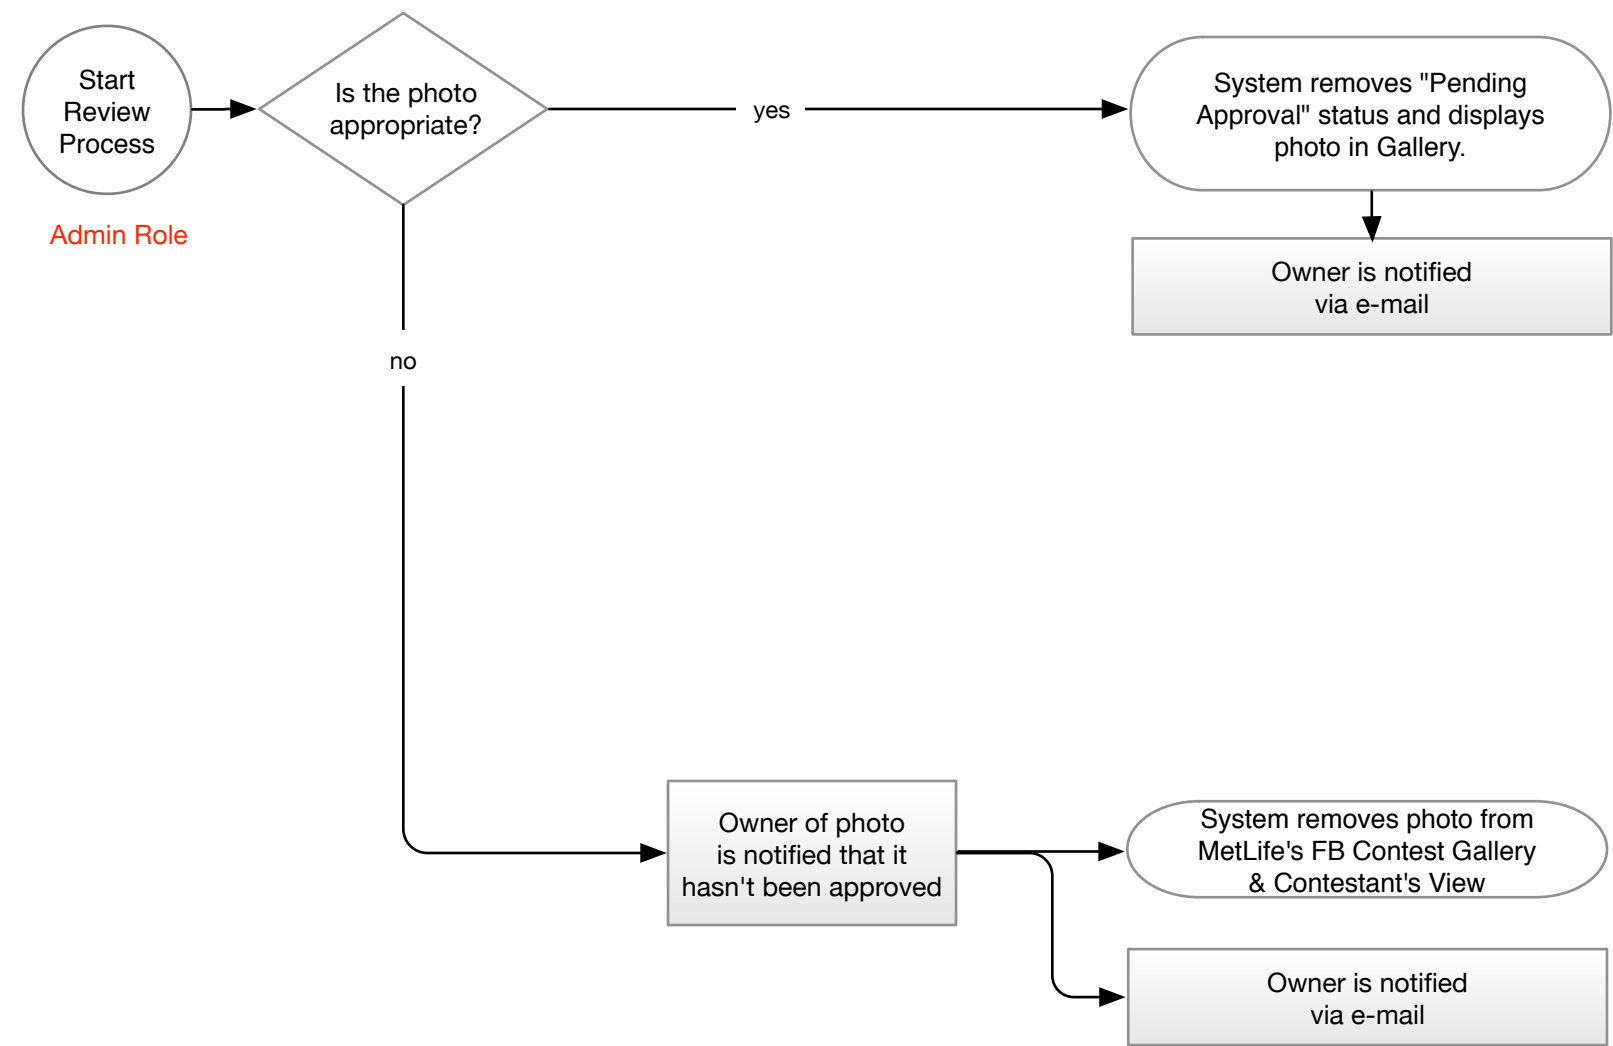 Start
Review
Process
Admin Role
Is the photo
appropriate?
yes
System removes "Pending
Approval" status and displays
photo in Gallery.
Owner is notified
via e-mail
no
Owner of photo
is notified that it
hasn't been approved
System removes photo from
MetLife's FB Contest Gallery
& Contestant's View
Owner is notified
via e-mail